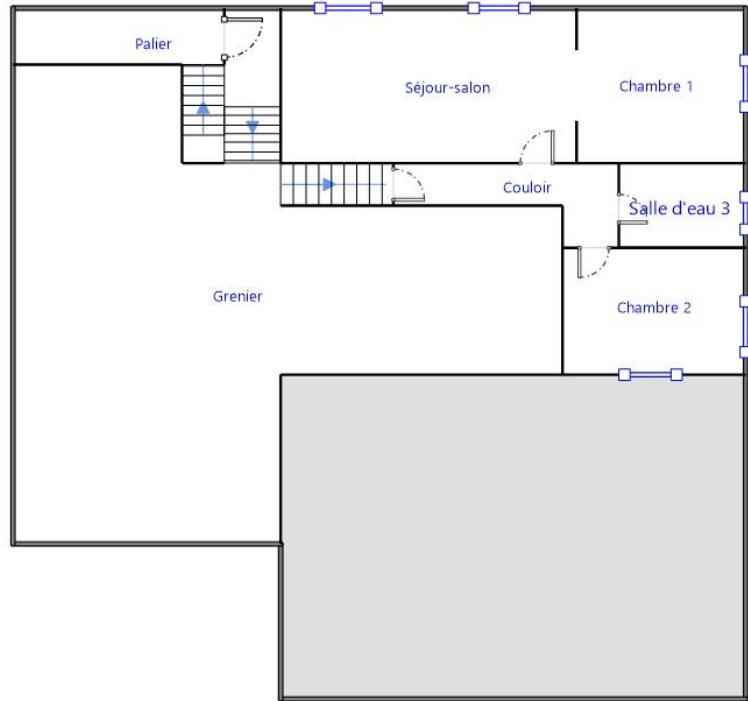 Palier
Séjour-salon
Chambre 1
Couloir
Salle d'eau 3
Grenier
Chambre 2